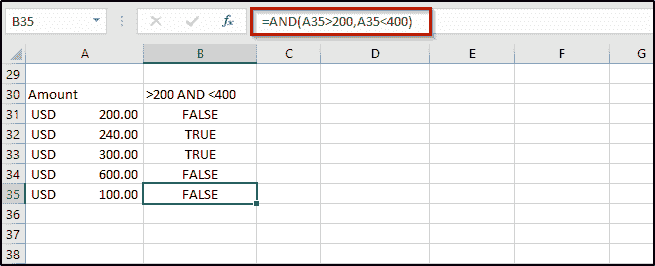 B35 fx =AND(A35>200,A35<400)
A B C D E F G
29
30 Amount >200 AND <400
31 USD 200.00 FALSE
32 USD 240.00 TRUE
33 USD 300.00 TRUE
34 USD 600.00 FALSE
35 USD 100.00 FALSE
36
37
38